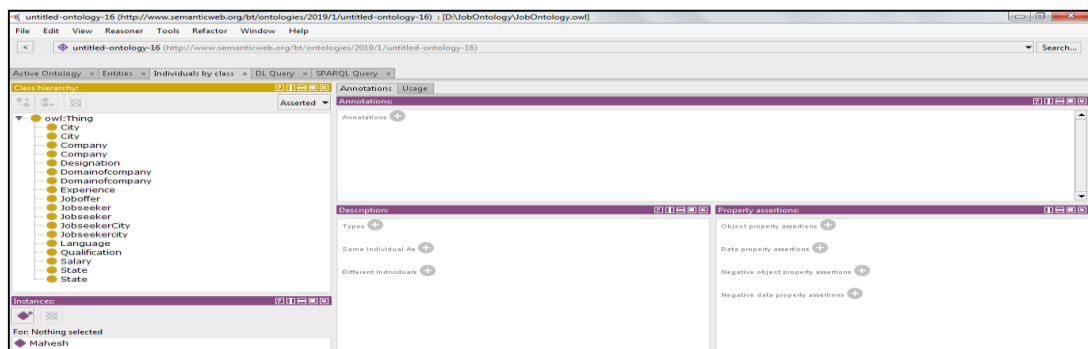 untitled-ontology-16 (http://www.semanticweb.org/bt/ontologies/2019/1/untitled-ontology-16) : [D:\JobOntology\JobOntology.owl]
File Edit View Reasoner Tools Refactor Window Help
< untitled-ontology-16 (http://www.semanticweb.org/bt/ontologies/2019/1/untitled-ontology-16) Search...
Active Ontology × Entities × Individuals by class × DL Query × SPARQL Query ×
Class hierarchy:
Asserted
owl:Thing
City
City
Company
Company
Designation
Domainofcompany
Domainofcompany
Experience
Joboffer
Jobseeker
Jobseeker
JobseekerCity
Jobseekercity
Language
Qualification
Salary
State
State
Instances:
For: Nothing selected
Mahesh
Annotations Usage
Annotations:
Annotations
Description:
Types
Same Individual As
Different Individuals
Property assertions:
Object property assertions
Data property assertions
Negative object property assertions
Negative data property assertions